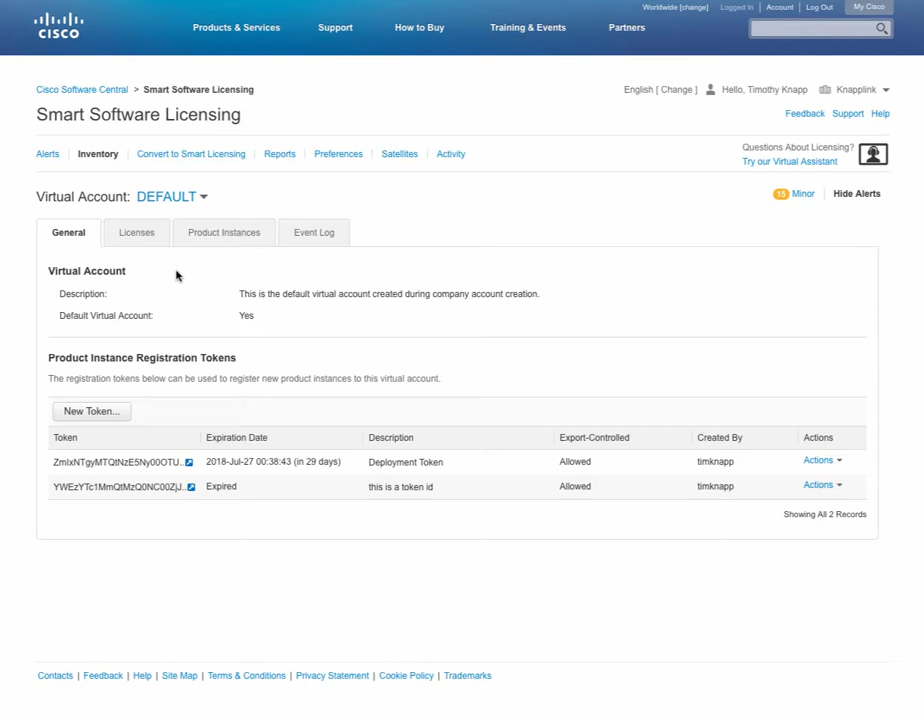 Worldwide [change] Logged In Account Log Out My Cisco
CISCO
Products & Services Support How to Buy Training & Events Partners
Cisco Software Central > Smart Software Licensing
English [ Change ] Hello, Timothy Knapp Knapplink
Smart Software Licensing
Feedback Support Help
Alerts Inventory Convert to Smart Licensing Reports Preferences Satellites Activity
Questions About Licensing?
Try our Virtual Assistant
Virtual Account: DEFAULT
15 Minor Hide Alerts
General Licenses Product Instances Event Log
Virtual Account
Description: This is the default virtual account created during company account creation.
Default Virtual Account: Yes
Product Instance Registration Tokens
The registration tokens below can be used to register new product instances to this virtual account.
New Token...
Token Expiration Date Description Export-Controlled Created By Actions
ZmIxNTgyMTQtNzE5Ny00OTU.. 2018-Jul-27 00:38:43 (in 29 days) Deployment Token Allowed timknapp Actions
YWEzYTc1MmQtMzQ0NC00ZjJ.. Expired this is a token id Allowed timknapp Actions
Showing All 2 Records
Contacts | Feedback | Help | Site Map | Terms & Conditions | Privacy Statement | Cookie Policy | Trademarks